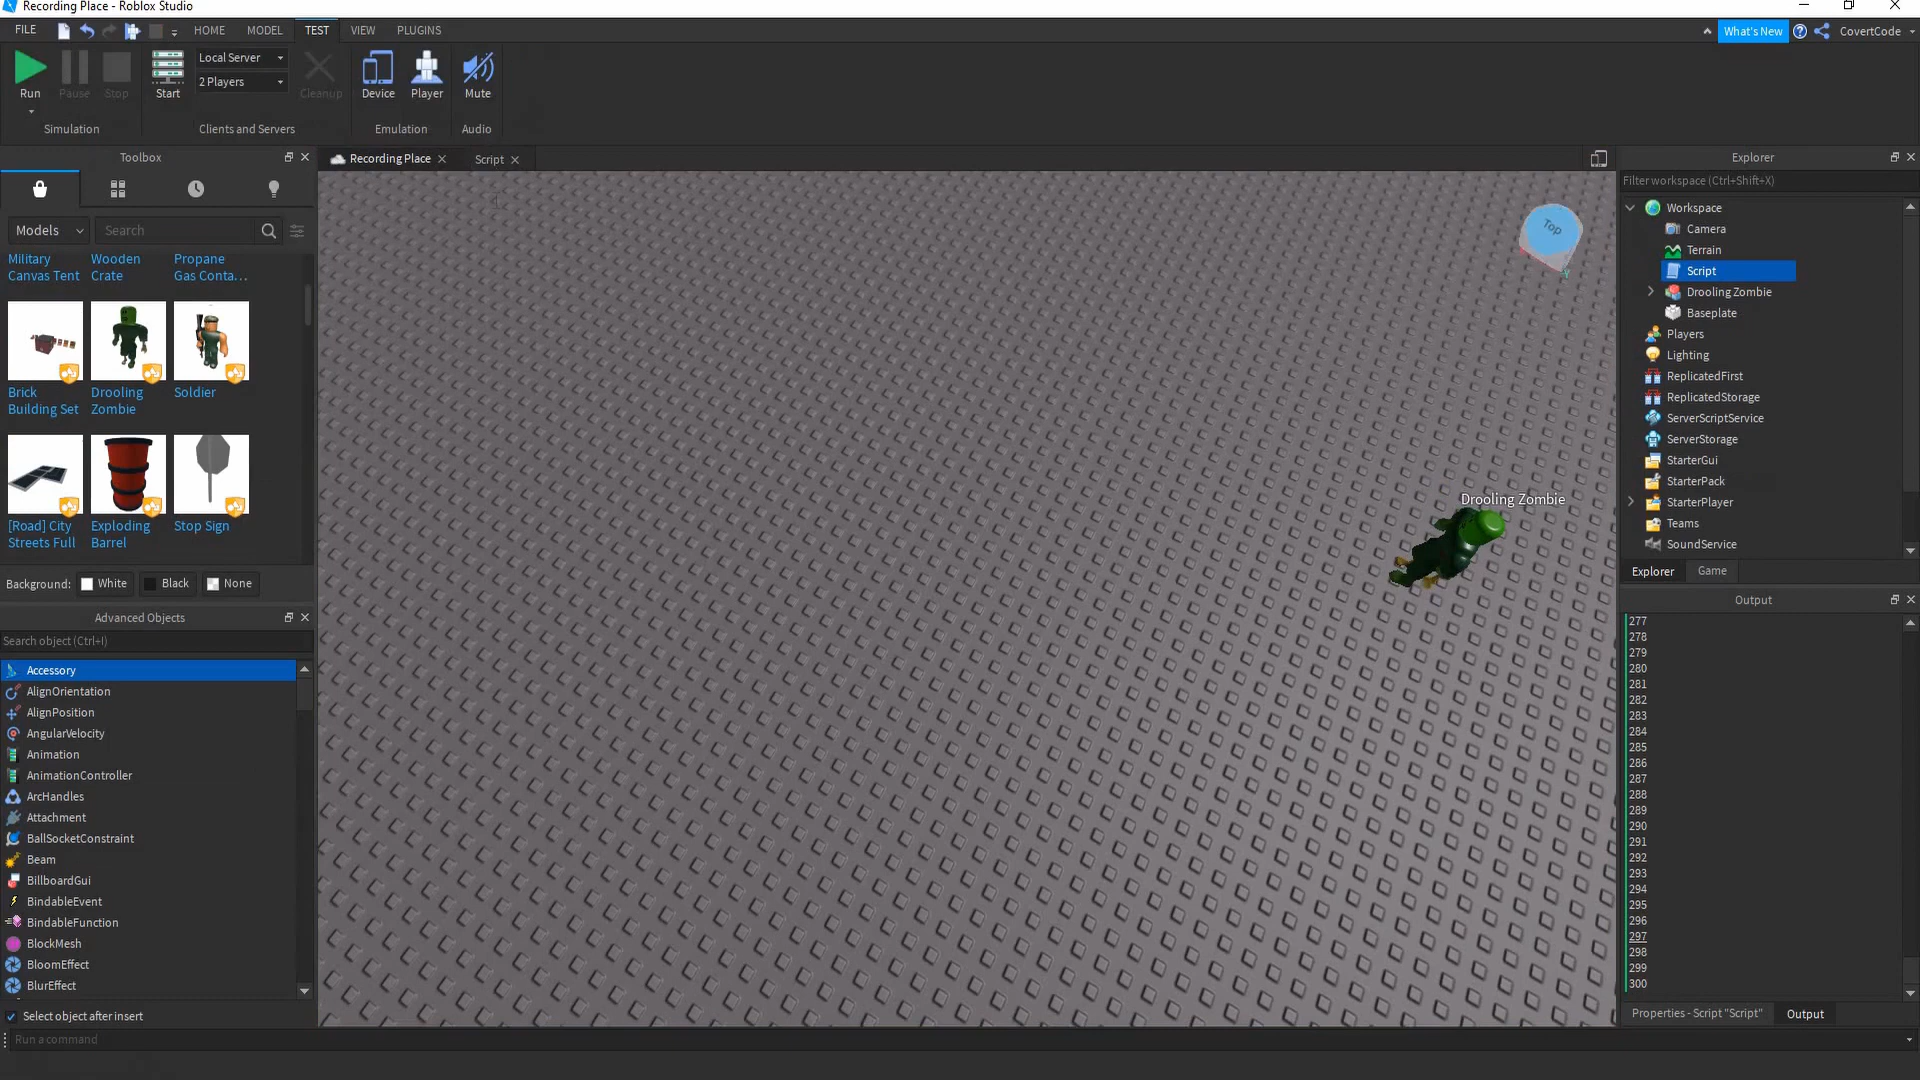 Recording Place - Roblox Studio
FILE
HOME
MODEL
TEST
VIEW
PLUGINS
What's New
CovertCode
Run
Pause
Stop
Start
Local Server
2 Players
Cleanup
Device
Player
Mute
Simulation
Clients and Servers
Emulation
Audio
Toolbox
Recording Place
Script
Explorer
Models
Search
Military
Canvas Tent
Wooden
Crate
Propane
Gas Conta...
Brick
Building Set
Drooling
Zombie
Soldier
[Road] City
Streets Full
Exploding
Barrel
Stop Sign
Background:
White
Black
None
Advanced Objects
Search object (Ctrl+I)
Accessory
AlignOrientation
AlignPosition
AngularVelocity
Animation
AnimationController
ArcHandles
Attachment
BallSocketConstraint
Beam
BillboardGui
BindableEvent
BindableFunction
BlockMesh
BloomEffect
BlurEffect
Select object after insert
Run a command
Top
Drooling Zombie
Filter workspace (Ctrl+Shift+X)
Workspace
Camera
Terrain
Script
Drooling Zombie
Baseplate
Players
Lighting
ReplicatedFirst
ReplicatedStorage
ServerScriptService
ServerStorage
StarterGui
StarterPack
StarterPlayer
Teams
SoundService
Explorer
Game
Output
277
278
279
280
281
282
283
284
285
286
287
288
289
290
291
292
293
294
295
296
297
298
299
300
Properties - Script "Script"
Output